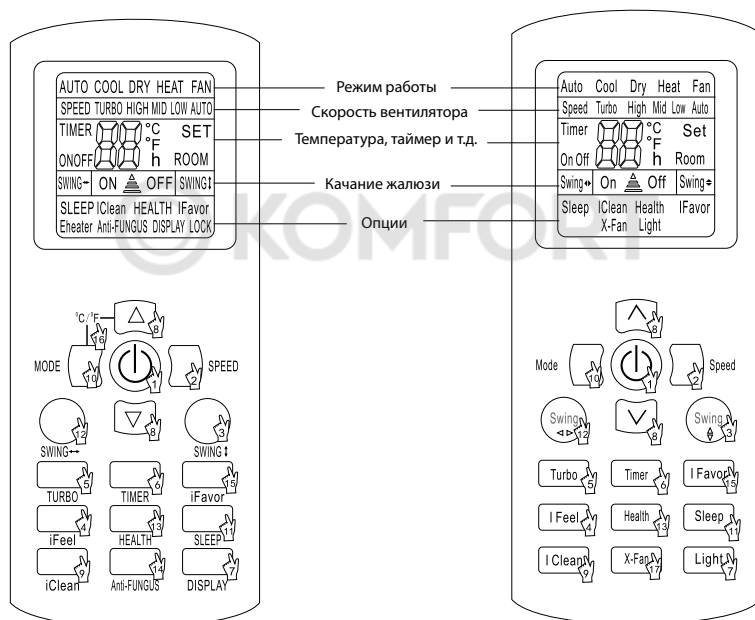 AUTO COOL DRY HEAT FAN
SPEED TURBO HIGH MID LOW AUTO
TIMER 88 °C SET
°F
ONOFF h ROOM
SWING↔ ON OFF SWING↕
SLEEP IClean HEALTH IFavor
Eheater Anti-FUNGUS DISPLAY LOCK
Режим работы
Скорость вентилятора
Температура, таймер и т.д.
Качание жалюзи
Опции
Auto Cool Dry Heat Fan
Speed Turbo High Mid Low Auto
Timer 88 °C Set
°F
On Off h Room
Swing On Off Swing
Sleep IClean Health IFavor
X-Fan Light
© KOMFORT
°C/°F
16
8
MODE
10
1
2
SPEED
12
8
3
SWING↔
SWING↕
5
6
15
TURBO
TIMER
iFavor
4
13
11
iFeel
HEALTH
SLEEP
9
14
7
iClean
Anti-FUNGUS
DISPLAY
8
Mode
10
1
2
Speed
Swing
12
8
Swing
3
Turbo
5
Timer
6
I Favor
15
I Feel
4
Health
13
Sleep
11
I Clean
9
X-Fan
17
Light
7